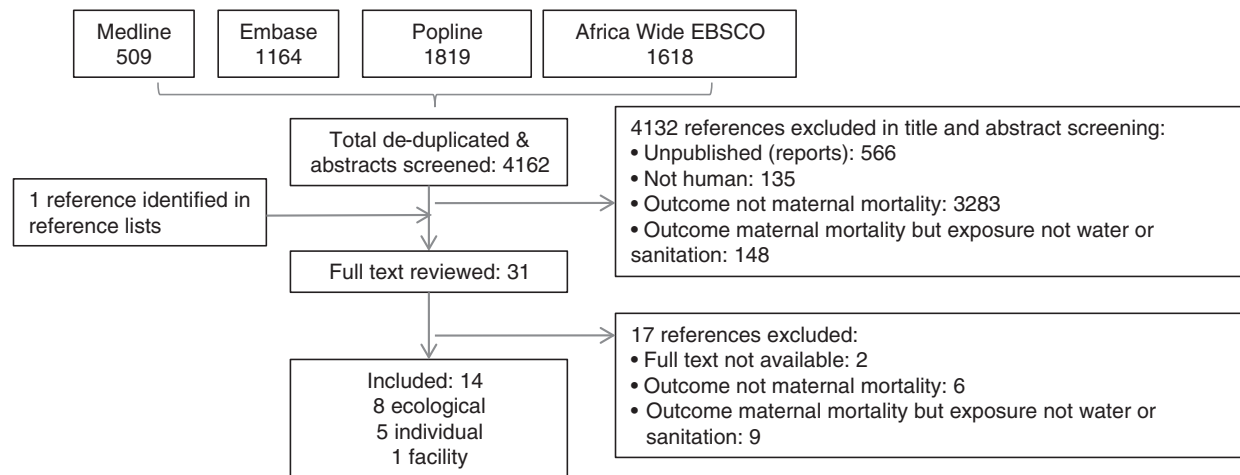 Medline
509
Embase
1164
Popline
1819
Africa Wide EBSCO
1618
Total de-duplicated &
abstracts screened: 4162
4132 references excluded in title and abstract screening:
• Unpublished (reports): 566
• Not human: 135
• Outcome not maternal mortality: 3283
• Outcome maternal mortality but exposure not water or
sanitation: 148
1 reference identified in
reference lists
Full text reviewed: 31
17 references excluded:
• Full text not available: 2
• Outcome not maternal mortality: 6
• Outcome maternal mortality but exposure not water or
sanitation: 9
Included: 14
8 ecological
5 individual
1 facility